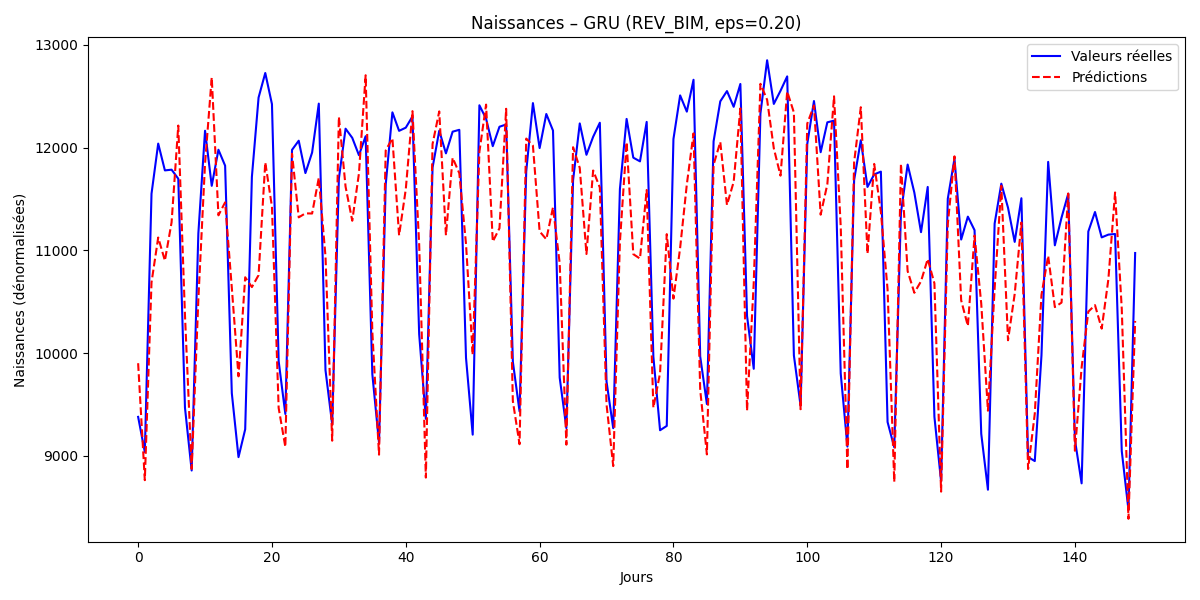 Naissances – GRU (REV_BIM, eps=0.20)
Valeurs réelles
Prédictions
Naissances (dénormalisées)
13000
12000
11000
10000
9000
0 20 40 60 80 100 120 140
Jours